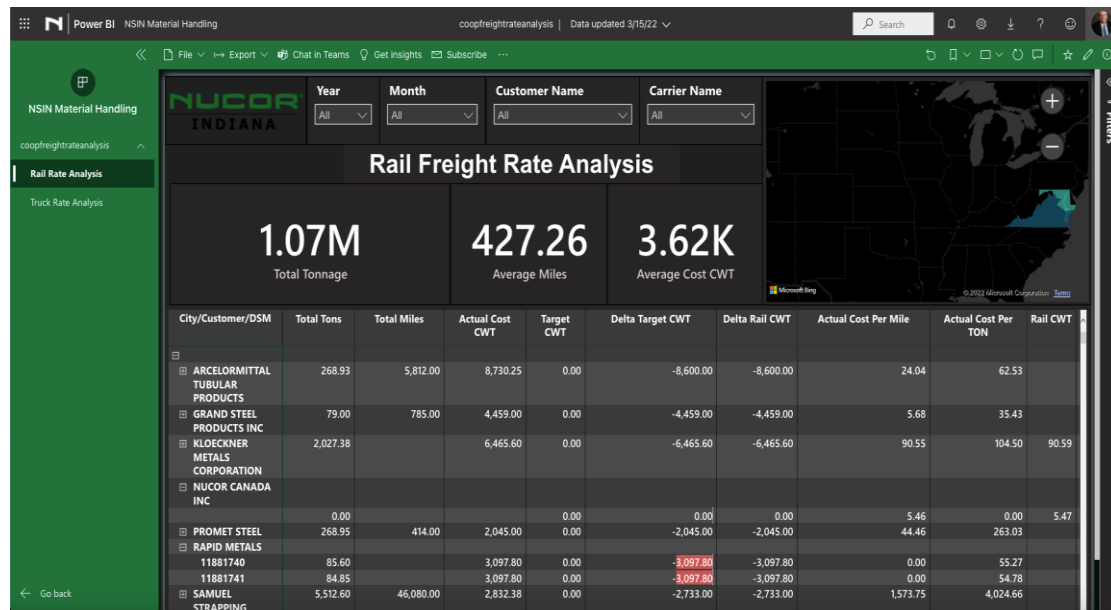 Power BI NSIN Material Handling
coopfreightrateanalysis | Data updated 3/15/22
Search
File Export Chat in Teams Get insights Subscribe ...
NSIN Material Handling
coopfreightrateanalysis
Rail Rate Analysis
Truck Rate Analysis
Go back
NUCOR
INDIANA
Year Month Customer Name Carrier Name
All All All All
Rail Freight Rate Analysis
1.07M 427.26 3.62K
Total Tonnage Average Miles Average Cost CWT
Microsoft Bing
© 2022 Microsoft Corporation Terms
Filters
City/Customer/DSM Total Tons Total Miles Actual Cost Target Delta Target CWT Delta Rail CWT Actual Cost Per Mile Actual Cost Per Rail CWT
CWT CWT TON
ARCELORMITTAL 268.93 5,812.00 8,730.25 0.00 -8,600.00 -8,600.00 24.04 62.53
TUBULAR
PRODUCTS
GRAND STEEL 79.00 785.00 4,459.00 0.00 -4,459.00 -4,459.00 5.68 35.43
PRODUCTS INC
KLOECKNER 2,027.38 6,465.60 0.00 -6,465.60 -6,465.60 90.55 104.50 90.59
METALS
CORPORATION
NUCOR CANADA
INC
0.00 0.00 0.00 0.00 5.46 0.00 5.47
PROMET STEEL 268.95 414.00 2,045.00 0.00 -2,045.00 -2,045.00 44.46 263.03
RAPID METALS
11881740 85.60 3,097.80 0.00 -3,097.80 -3,097.80 0.00 55.27
11881741 84.85 3,097.80 0.00 -3,097.80 -3,097.80 0.00 54.78
SAMUEL 5,512.60 46,080.00 2,832.38 0.00 -2,733.00 -2,733.00 1,573.75 4,024.66
STRAPPING